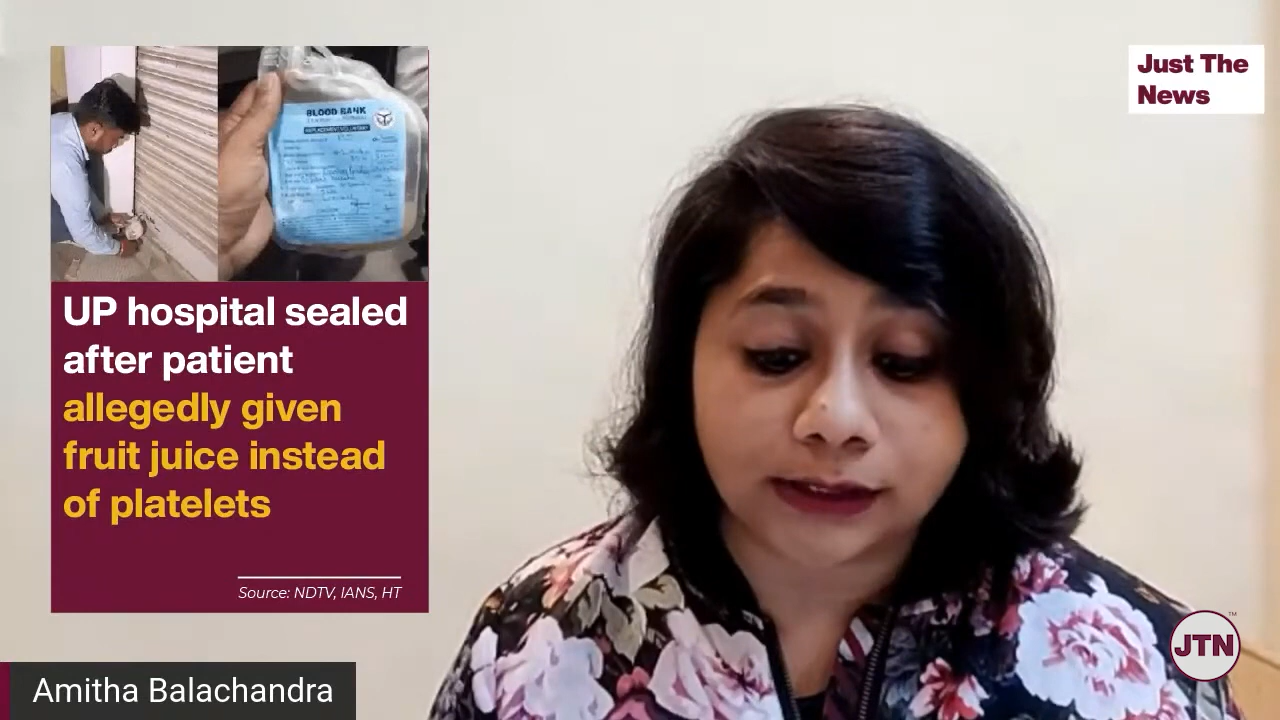 Just The
News
BLOOD BANK
UP hospital sealed
after patient
allegedly given
fruit juice instead
of platelets
Source: NDTV, IANS, HT
JTN
TM
Amitha Balachandra